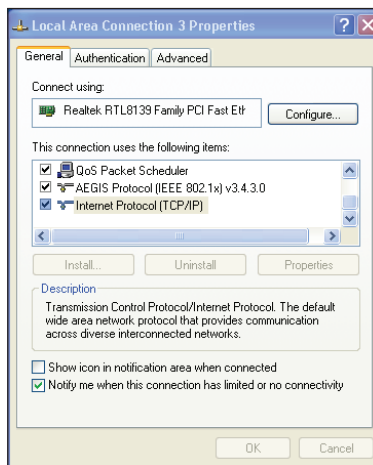 Local Area Connection 3 Properties
General Authentication Advanced
Connect using:
Realtek RTL8139 Family PCI Fast Eth
Configure...
This connection uses the following items:
QoS Packet Scheduler
AEGIS Protocol (IEEE 802.1x) v3.4.3.0
Internet Protocol (TCP/IP)
Install... Uninstall Properties
Description
Transmission Control Protocol/Internet Protocol. The default
wide area network protocol that provides communication
across diverse interconnected networks.
Show icon in notification area when connected
Notify me when this connection has limited or no connectivity
OK Cancel